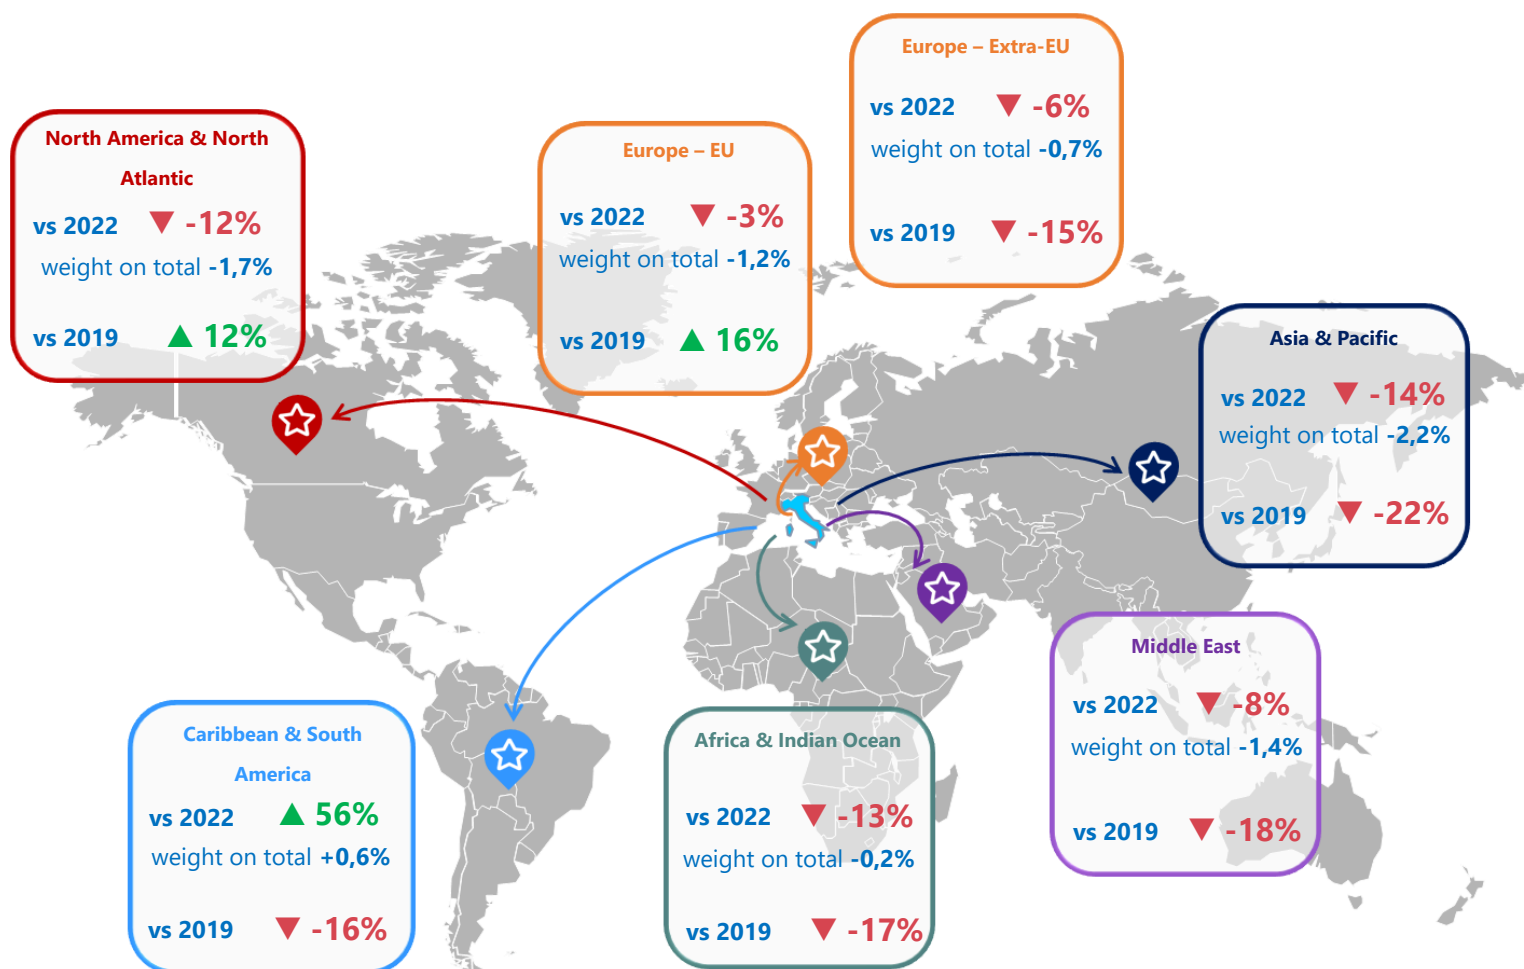 Europe – Extra-EU
vs 2022 ▼ -6%
weight on total -0,7%
vs 2019 ▼ -15%
North America & North
Atlantic
vs 2022 ▼ -12%
weight on total -1,7%
vs 2019 ▲ 12%
Europe – EU
vs 2022 ▼ -3%
weight on total -1,2%
vs 2019 ▲ 16%
Asia & Pacific
vs 2022 ▼ -14%
weight on total -2,2%
vs 2019 ▼ -22%
Middle East
vs 2022 ▼ -8%
weight on total -1,4%
vs 2019 ▼ -18%
Caribbean & South
America
vs 2022 ▲ 56%
weight on total +0,6%
vs 2019 ▼ -16%
Africa & Indian Ocean
vs 2022 ▼ -13%
weight on total -0,2%
vs 2019 ▼ -17%